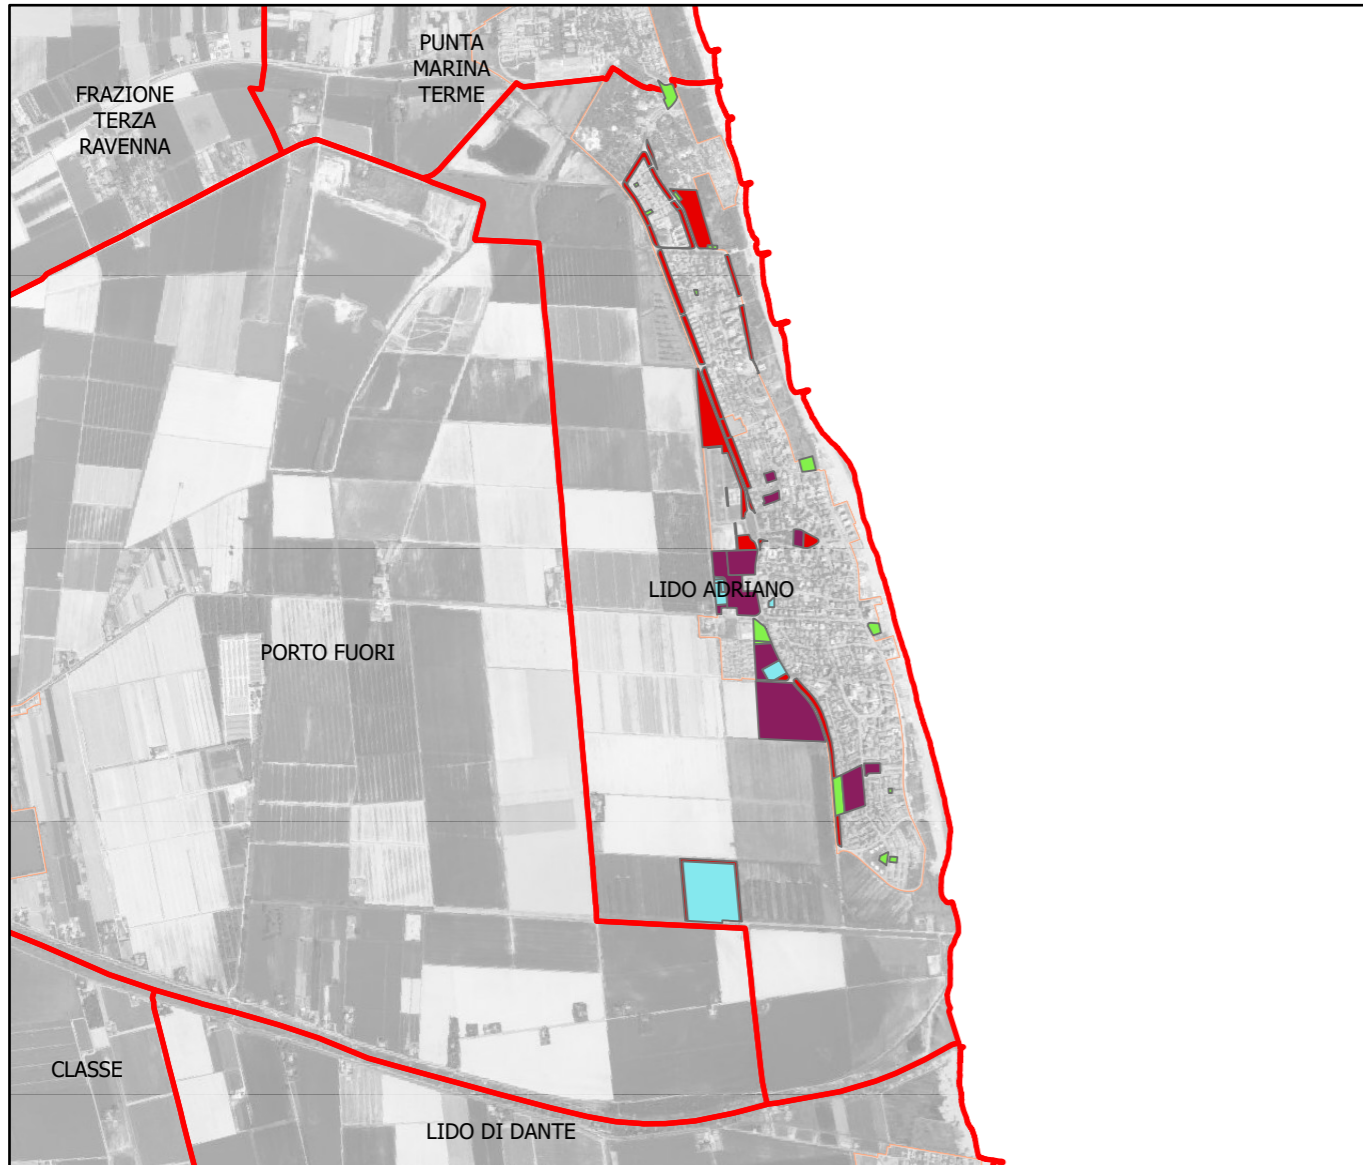 PUNTA
MARINA
TERME
FRAZIONE
TERZA
RAVENNA
LIDO ADRIANO
PORTO FUORI
CLASSE
LIDO DI DANTE